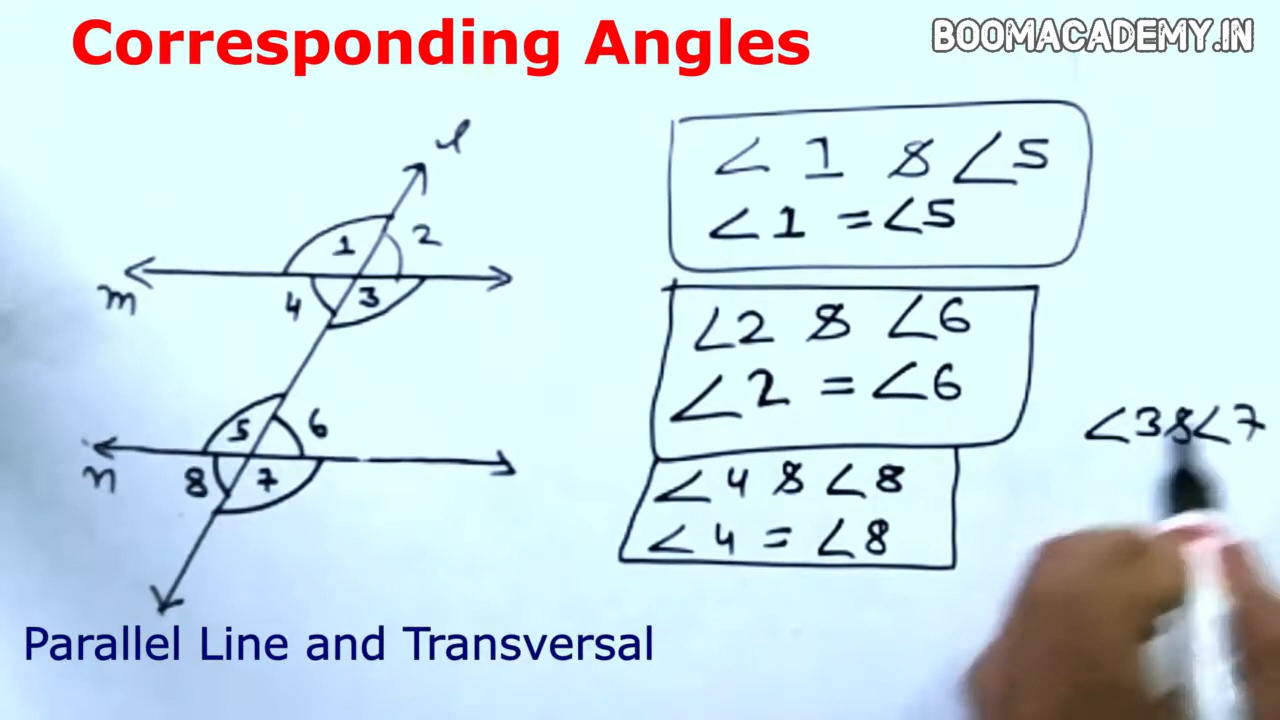 Corresponding Angles
BOOMACADEMY.IN
l
1 2
m
4 3
5 6
n
8 7
∠1 & ∠5
∠1 = ∠5
∠2 & ∠6
∠2 = ∠6
∠4 & ∠8
∠4 = ∠8
∠3 & ∠7
Parallel Line and Transversal